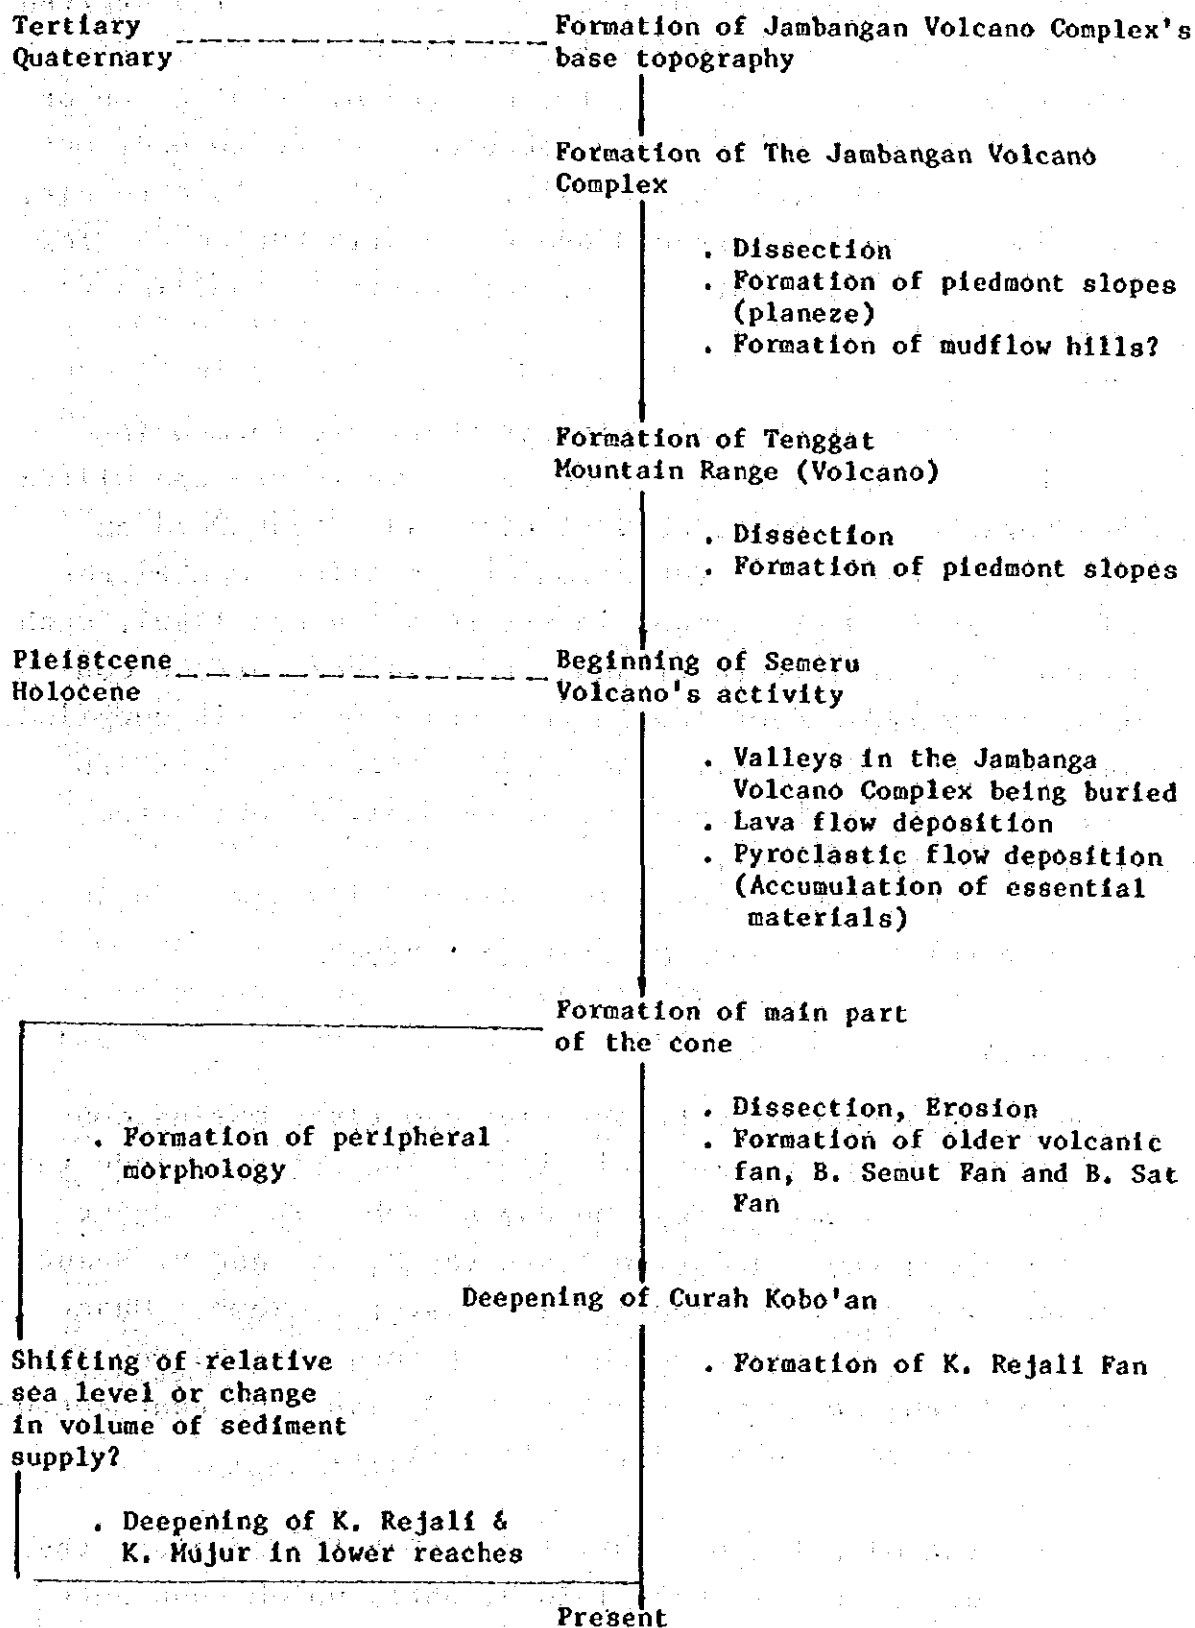 Tertiary
Quaternary
Formation of Jambangan Volcano Complex's
base topography
Formation of The Jambangan Volcano
Complex
. Dissection
. Formation of piedmont slopes
(planeze)
. Formation of mudflow hills?
Formation of Tenggat
Mountain Range (Volcano)
. Dissection
. Formation of piedmont slopes
Pleistcene
Holocene
Beginning of Semeru
Volcano's activity
. Valleys in the Jambanga
Volcano Complex being buried
. Lava flow deposition
. Pyroclastic flow deposition
(Accumulation of essential
materials)
Formation of main part
of the cone
. Formation of peripheral
morphology
. Dissection, Erosion
. Formation of older volcanic
fan, B. Semut Fan and B. Sat
Fan
Deepening of Curah Kobo'an
Shifting of relative
sea level or change
in volume of sediment
supply?
. Formation of K. Rejali Fan
. Deepening of K. Rejali &
K. Mujur in lower reaches
Present